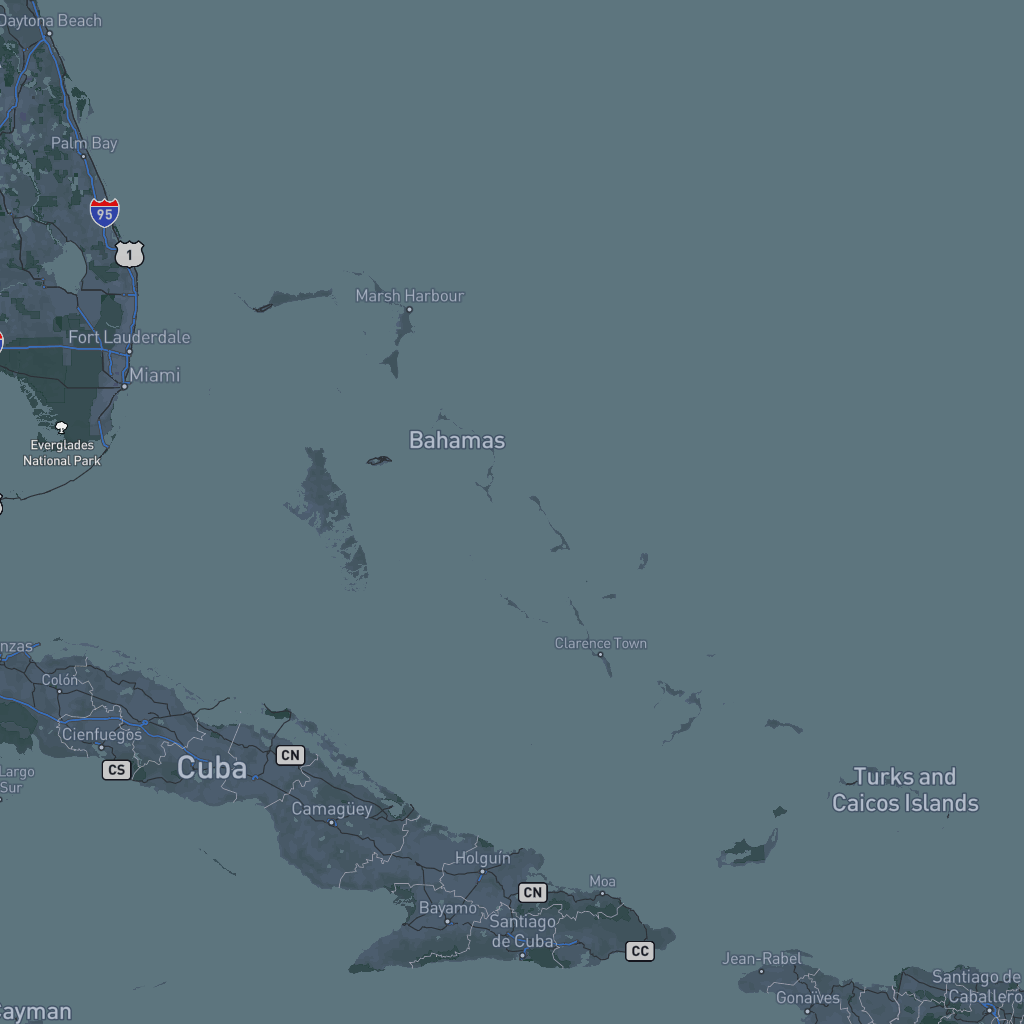 Daytona Beach
Palm Bay
95
1
Marsh Harbour
Fort Lauderdale
Miami
Everglades
National Park
Bahamas
Clarence Town
nzas
Colón
Cienfuegos
CN
CS
Cuba
Largo
Sur
Turks and
Caicos Islands
Camagüey
Holguín
Moa
CN
Bayamo
Santiago
de Cuba
CC
Jean-Rabel
Santiago de
Caballero
Gonaives
ayman